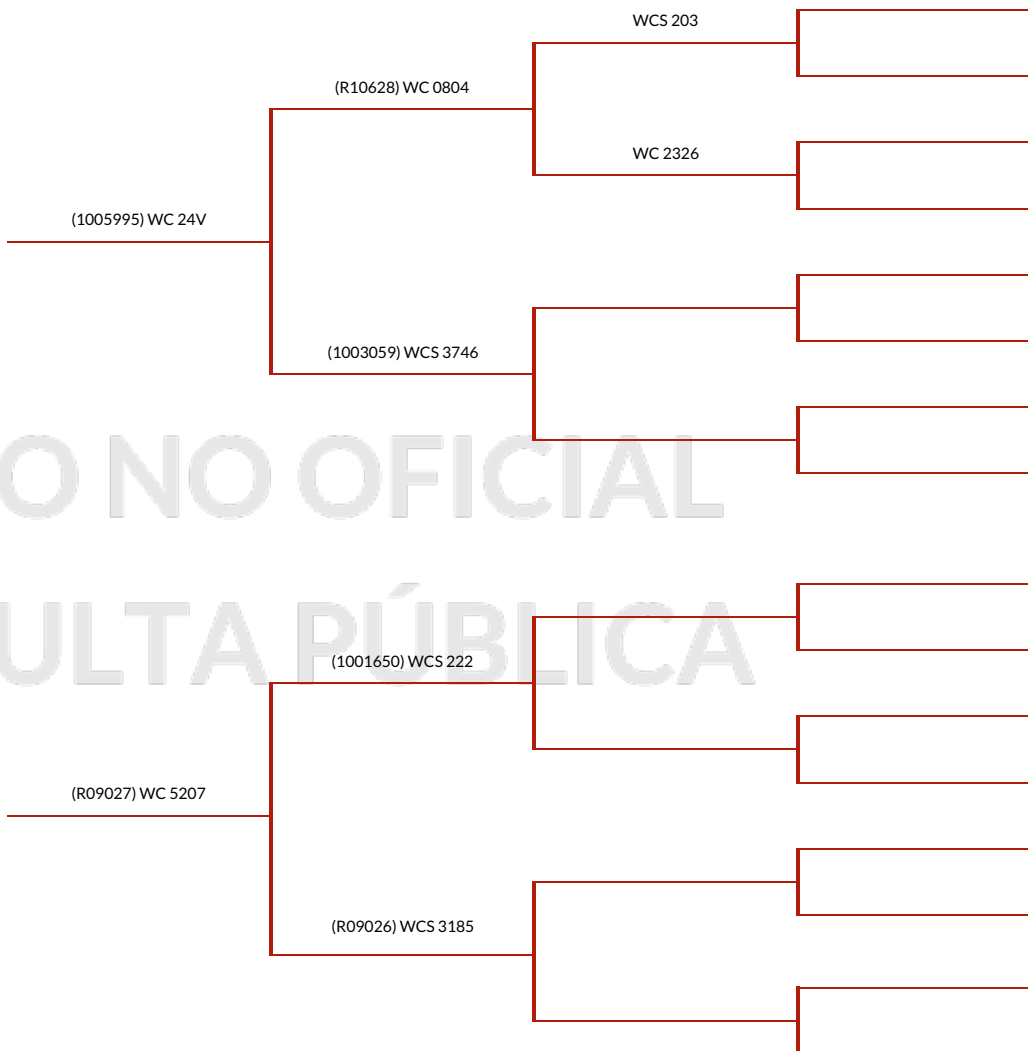 WCS 203
(R10628) WC 0804
WC 2326
(1005995) WC 24V
(1003059) WCS 3746
O NO OFICIAL
ULTA PÚBLICA
(1001650) WCS 222
(R09027) WC 5207
(R09026) WCS 3185